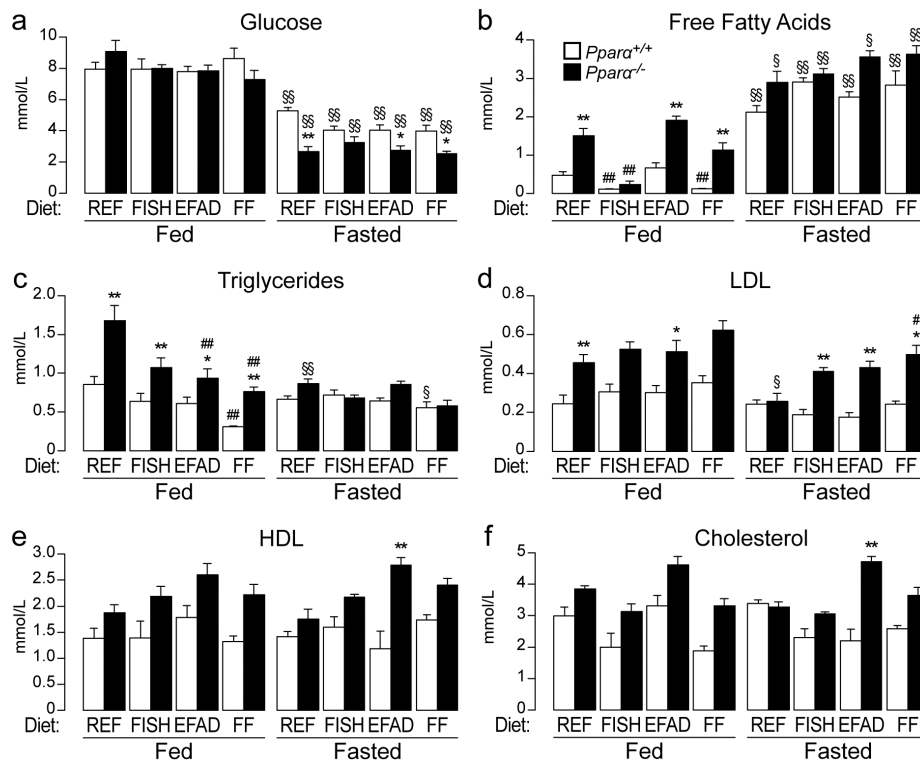 a Glucose
mmol/L
10
8
6
4
2
0
§§ §§ §§ §§ §§ §§ §§ §§
** * *
Diet: REF FISH EFAD FF REF FISH EFAD FF
Fed Fasted
b Free Fatty Acids
mmol/L
4
3
2
1
0
Pparα+/+
Pparα-/-
** ## ## ** ## **
§§ § §§ §§ §§ § §§ §§
Diet: REF FISH EFAD FF REF FISH EFAD FF
Fed Fasted
c Triglycerides
mmol/L
2.0
1.5
1.0
0.5
0
** ** ## * ## ## ** §§ §
Diet: REF FISH EFAD FF REF FISH EFAD FF
Fed Fasted
d LDL
mmol/L
0.8
0.6
0.4
0.2
0
** * § ** ** # *
Diet: REF FISH EFAD FF REF FISH EFAD FF
Fed Fasted
e HDL
mmol/L
3.0
2.5
2.0
1.5
1.0
0.5
0
**
Diet: REF FISH EFAD FF REF FISH EFAD FF
Fed Fasted
f Cholesterol
mmol/L
5
4
3
2
1
0
**
Diet: REF FISH EFAD FF REF FISH EFAD FF
Fed Fasted